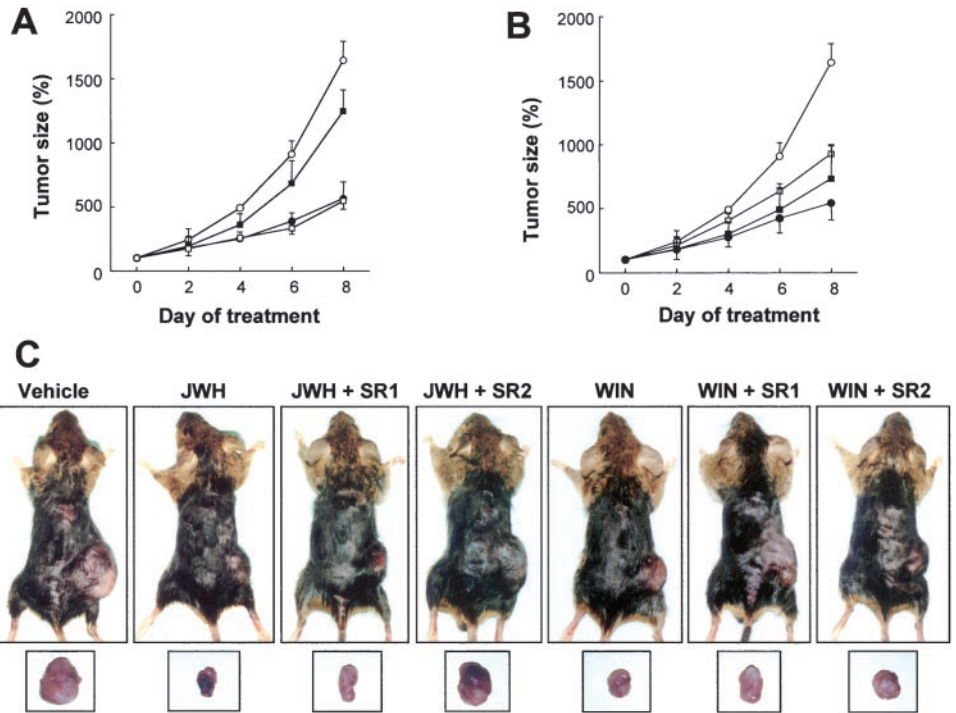 A
Tumor size (%)
2000
1500
1000
500
0
0 2 4 6 8
Day of treatment
B
Tumor size (%)
2000
1500
1000
500
0
0 2 4 6 8
Day of treatment
C
Vehicle JWH JWH + SR1 JWH + SR2 WIN WIN + SR1 WIN + SR2